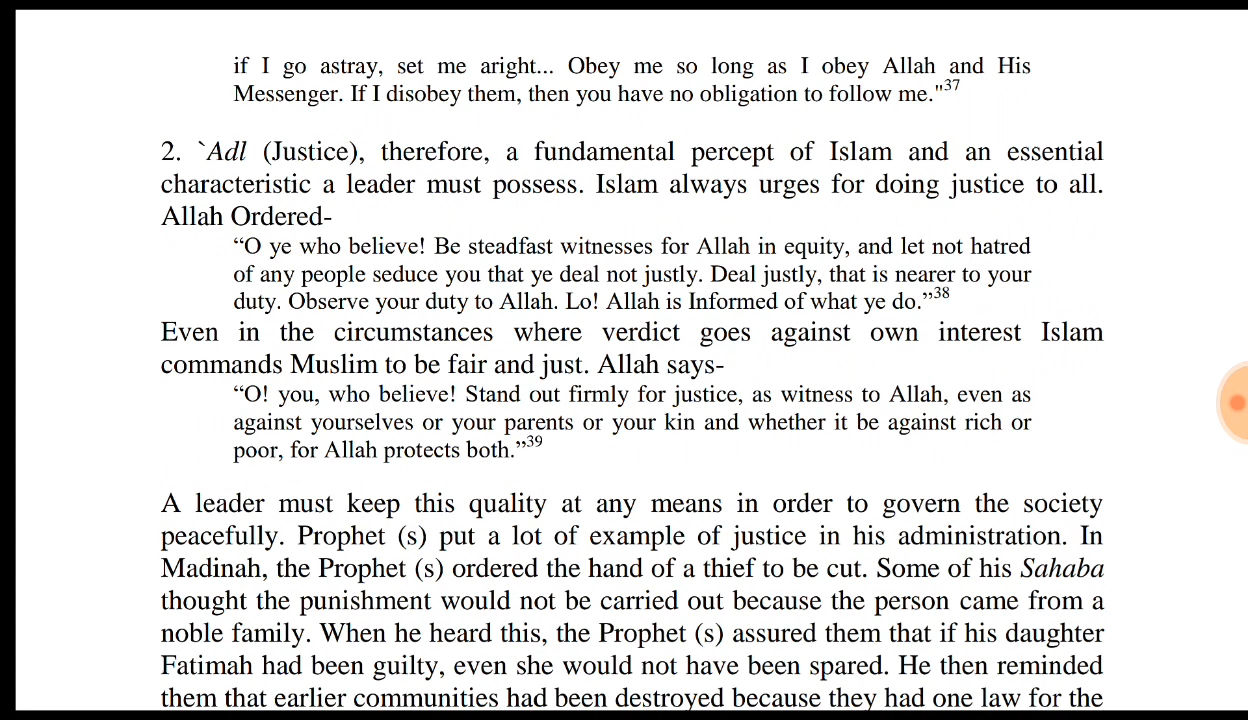 if I go astray, set me aright... Obey me so long as I obey Allah and His
Messenger. If I disobey them, then you have no obligation to follow me."37
2. `Adl (Justice), therefore, a fundamental percept of Islam and an essential
characteristic a leader must possess. Islam always urges for doing justice to all.
Allah Ordered-
“O ye who believe! Be steadfast witnesses for Allah in equity, and let not hatred
of any people seduce you that ye deal not justly. Deal justly, that is nearer to your
duty. Observe your duty to Allah. Lo! Allah is Informed of what ye do.”38
Even in the circumstances where verdict goes against own interest Islam
commands Muslim to be fair and just. Allah says-
“O! you, who believe! Stand out firmly for justice, as witness to Allah, even as
against yourselves or your parents or your kin and whether it be against rich or
poor, for Allah protects both.”39
A leader must keep this quality at any means in order to govern the society
peacefully. Prophet (s) put a lot of example of justice in his administration. In
Madinah, the Prophet (s) ordered the hand of a thief to be cut. Some of his Sahaba
thought the punishment would not be carried out because the person came from a
noble family. When he heard this, the Prophet (s) assured them that if his daughter
Fatimah had been guilty, even she would not have been spared. He then reminded
them that earlier communities had been destroyed because they had one law for the